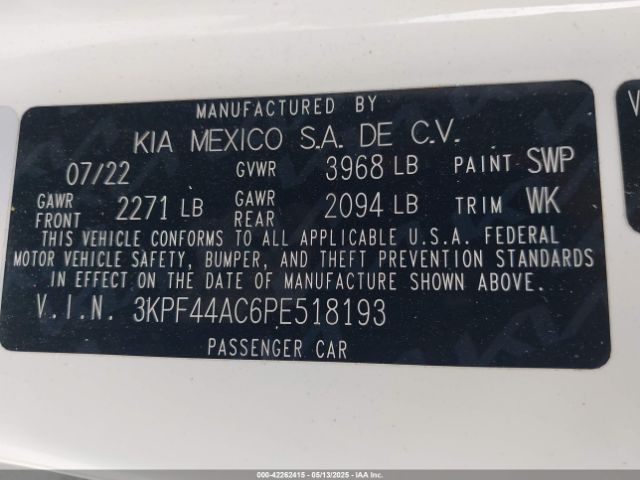 MANUFACTURED BY
KIA MEXICO S.A. DE C.V.
07/22 GVWR 3968 LB PAINT SWP
GAWR FRONT 2271 LB GAWR REAR 2094 LB TRIM WK
THIS VEHICLE CONFORMS TO ALL APPLICABLE U.S.A. FEDERAL
MOTOR VEHICLE SAFETY, BUMPER, AND THEFT PREVENTION STANDARDS
IN EFFECT ON THE DATE OF MANUFACTURE SHOWN ABOVE.
V.I.N. 3KPF44AC6PE518193
PASSENGER CAR
000-42262415 - 05/13/2025 - IAAI.COM